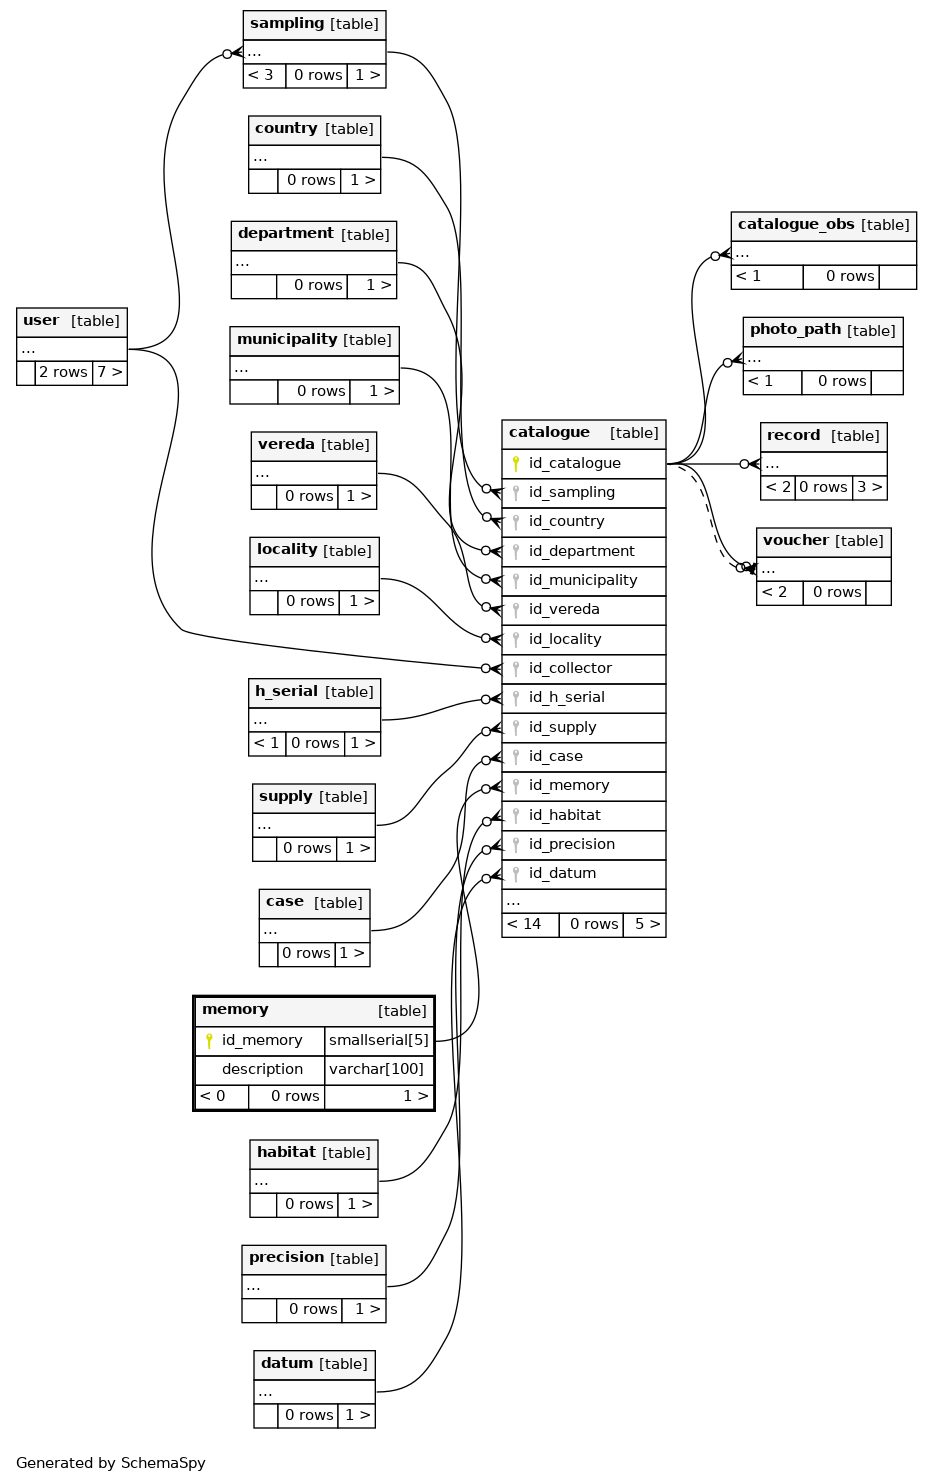 sampling [table]
...
< 3 0 rows 1 >
country [table]
...
0 rows 1 >
department [table]
...
0 rows 1 >
municipality [table]
...
0 rows 1 >
vereda [table]
...
0 rows 1 >
locality [table]
...
0 rows 1 >
user [table]
...
2 rows 7 >
h_serial [table]
...
< 1 0 rows 1 >
supply [table]
...
0 rows 1 >
case [table]
...
0 rows 1 >
memory [table]
id_memory smallserial[5]
description varchar[100]
< 0 0 rows 1 >
habitat [table]
...
0 rows 1 >
precision [table]
...
0 rows 1 >
datum [table]
...
0 rows 1 >
catalogue [table]
id_catalogue
id_sampling
id_country
id_department
id_municipality
id_vereda
id_locality
id_collector
id_h_serial
id_supply
id_case
id_memory
id_habitat
id_precision
id_datum
...
< 14 0 rows 5 >
catalogue_obs [table]
...
< 1 0 rows
photo_path [table]
...
< 1 0 rows
record [table]
...
< 2 0 rows 3 >
voucher [table]
...
< 2 0 rows
Generated by SchemaSpy